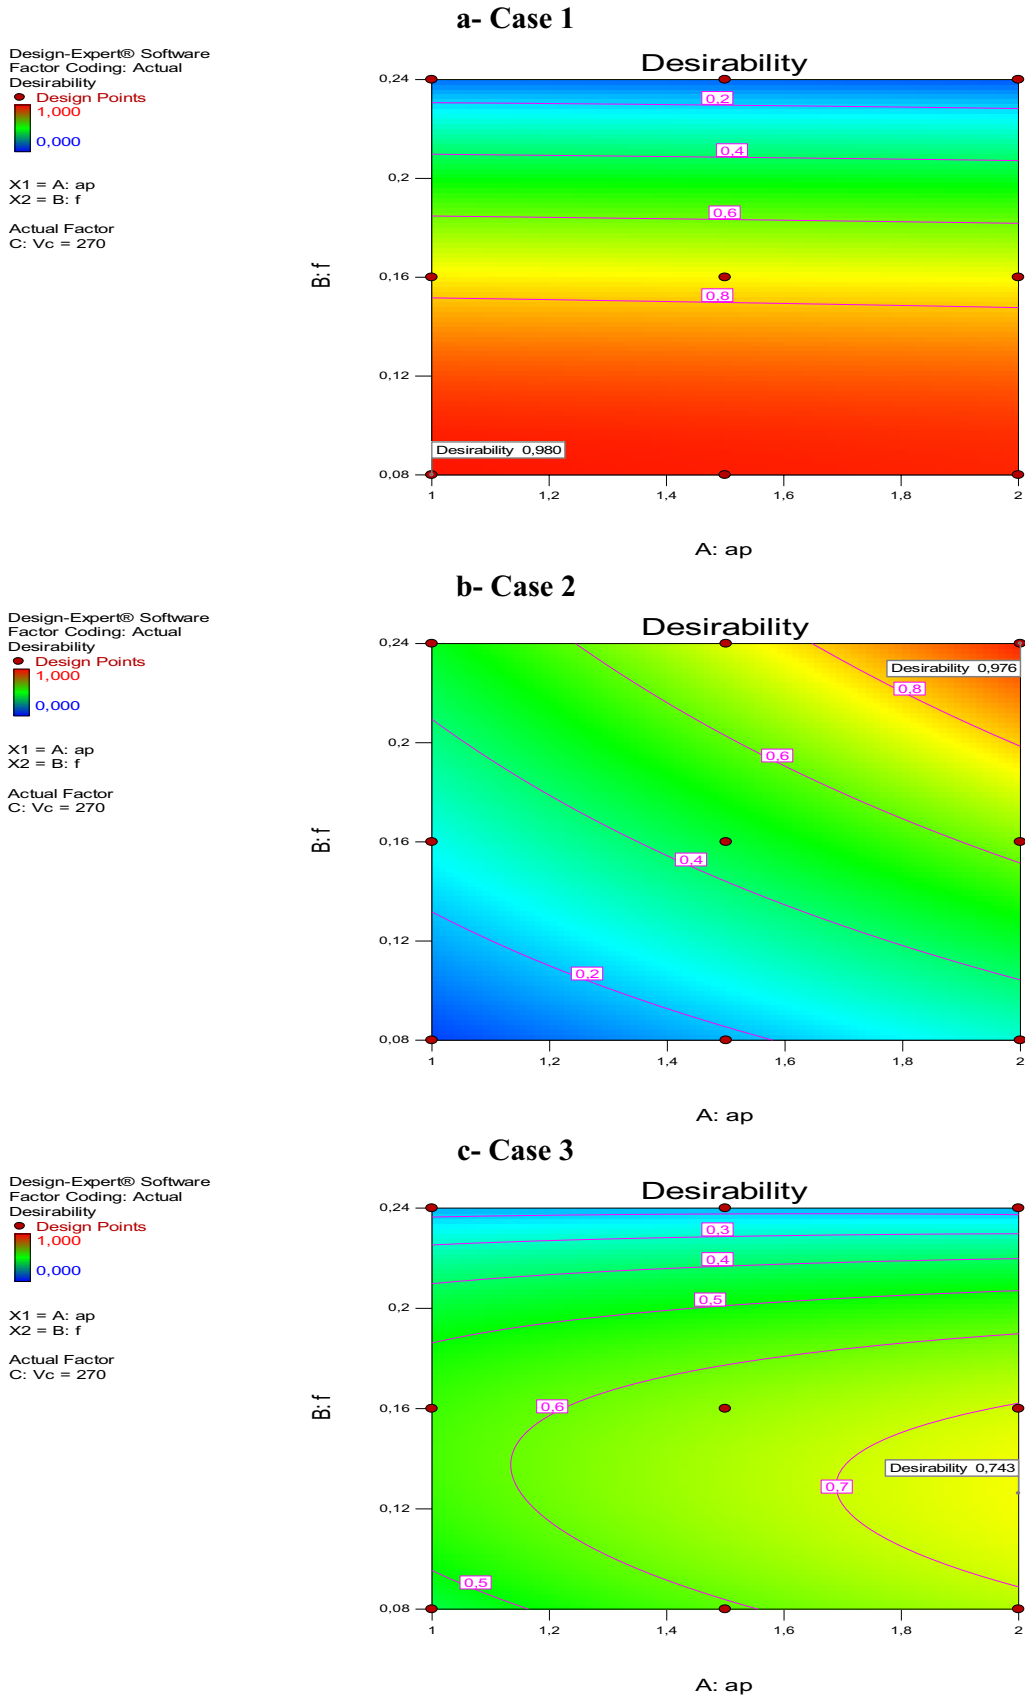 a- Case 1
Design-Expert® Software
Factor Coding: Actual
Desirability
Design Points
1,000
0,000
X1 = A: ap
X2 = B: f
Actual Factor
C: Vc = 270
Desirability
0,24
0,2
0,16
0,12
0,08
B: f
0,2
0,4
0,6
0,8
Desirability 0,980
1
1,2
1,4
1,6
1,8
2
A: ap
b- Case 2
Design-Expert® Software
Factor Coding: Actual
Desirability
Design Points
1,000
0,000
X1 = A: ap
X2 = B: f
Actual Factor
C: Vc = 270
Desirability
0,24
0,2
0,16
0,12
0,08
B: f
Desirability 0,976
0,8
0,6
0,4
0,2
1
1,2
1,4
1,6
1,8
2
A: ap
c- Case 3
Design-Expert® Software
Factor Coding: Actual
Desirability
Design Points
1,000
0,000
X1 = A: ap
X2 = B: f
Actual Factor
C: Vc = 270
Desirability
0,24
0,2
0,16
0,12
0,08
B: f
0,3
0,4
0,5
0,6
Desirability 0,743
0,7
0,5
1
1,2
1,4
1,6
1,8
2
A: ap